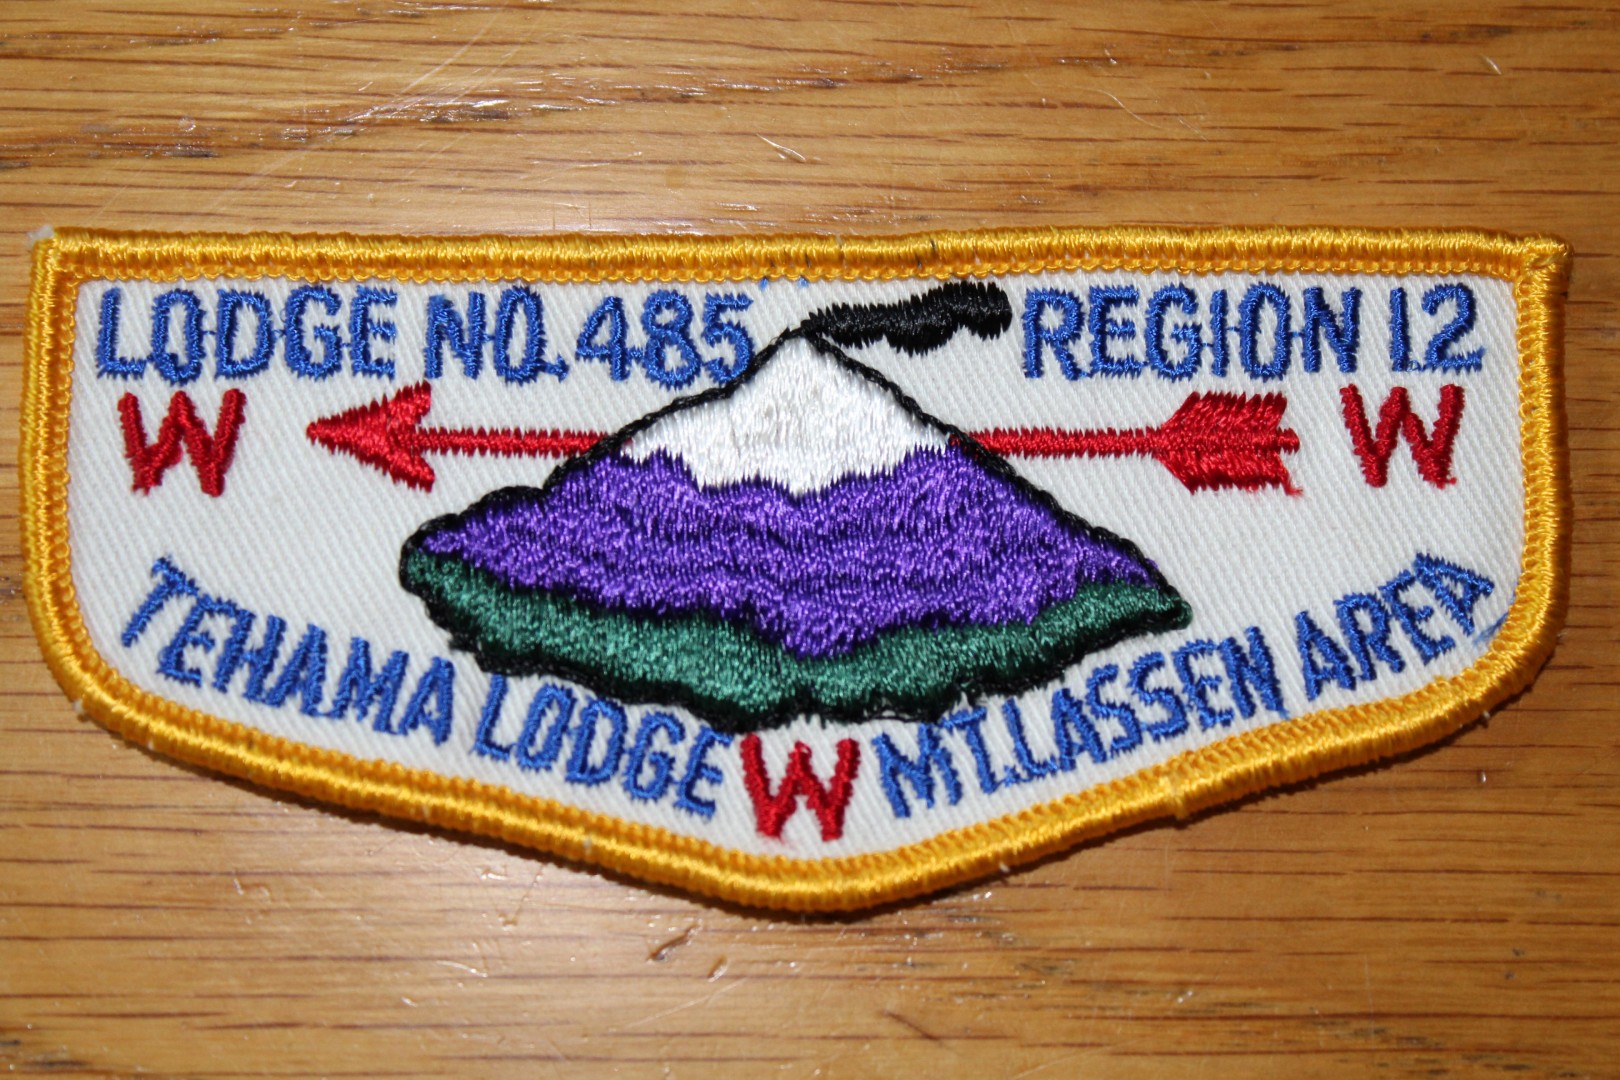 LODGE NO.485 REGION 12
W W
TEHAMA LODGE W MT.LASSEN AREA